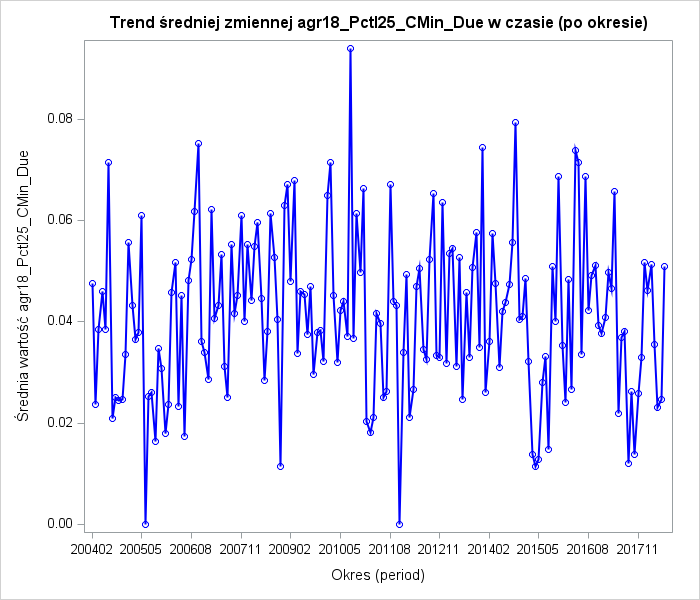 Trend średniej zmiennej agr18_Pctl25_CMin_Due w czasie (po okresie)
Średnia wartość agr18_Pctl25_CMin_Due
0.08
0.06
0.04
0.02
0.00
200402 200505 200608 200711 200902 201005 201108 201211 201402 201505 201608 201711
Okres (period)